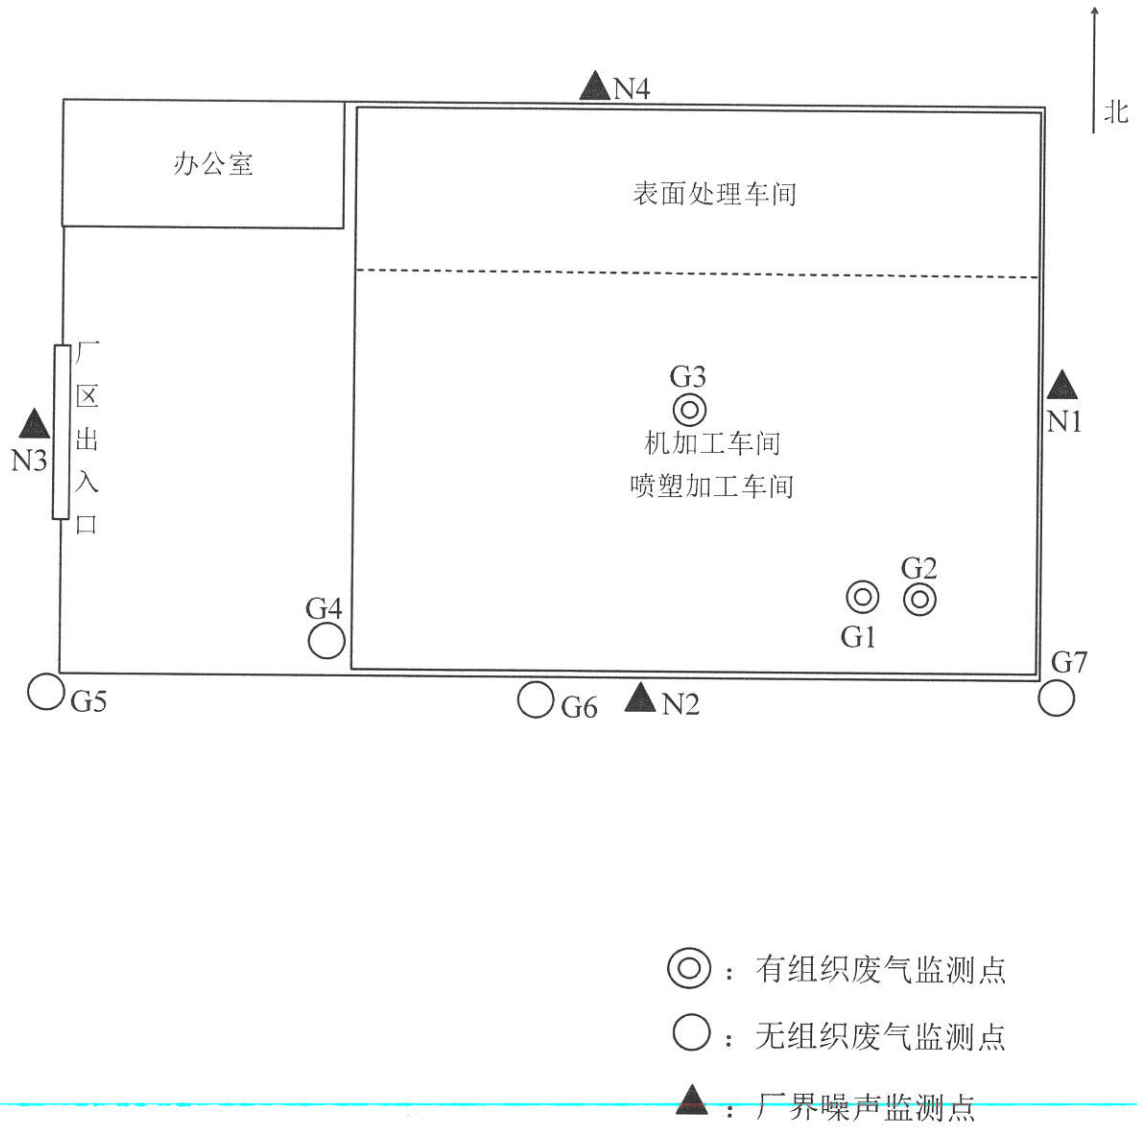 N4
北
办公室
表面处理车间
厂区出入口
G3
N1
N3
机加工车间
喷塑加工车间
G2
G4
G1
G7
G5
G6
N2
：有组织废气监测点
：无组织废气监测点
：厂界噪声监测点